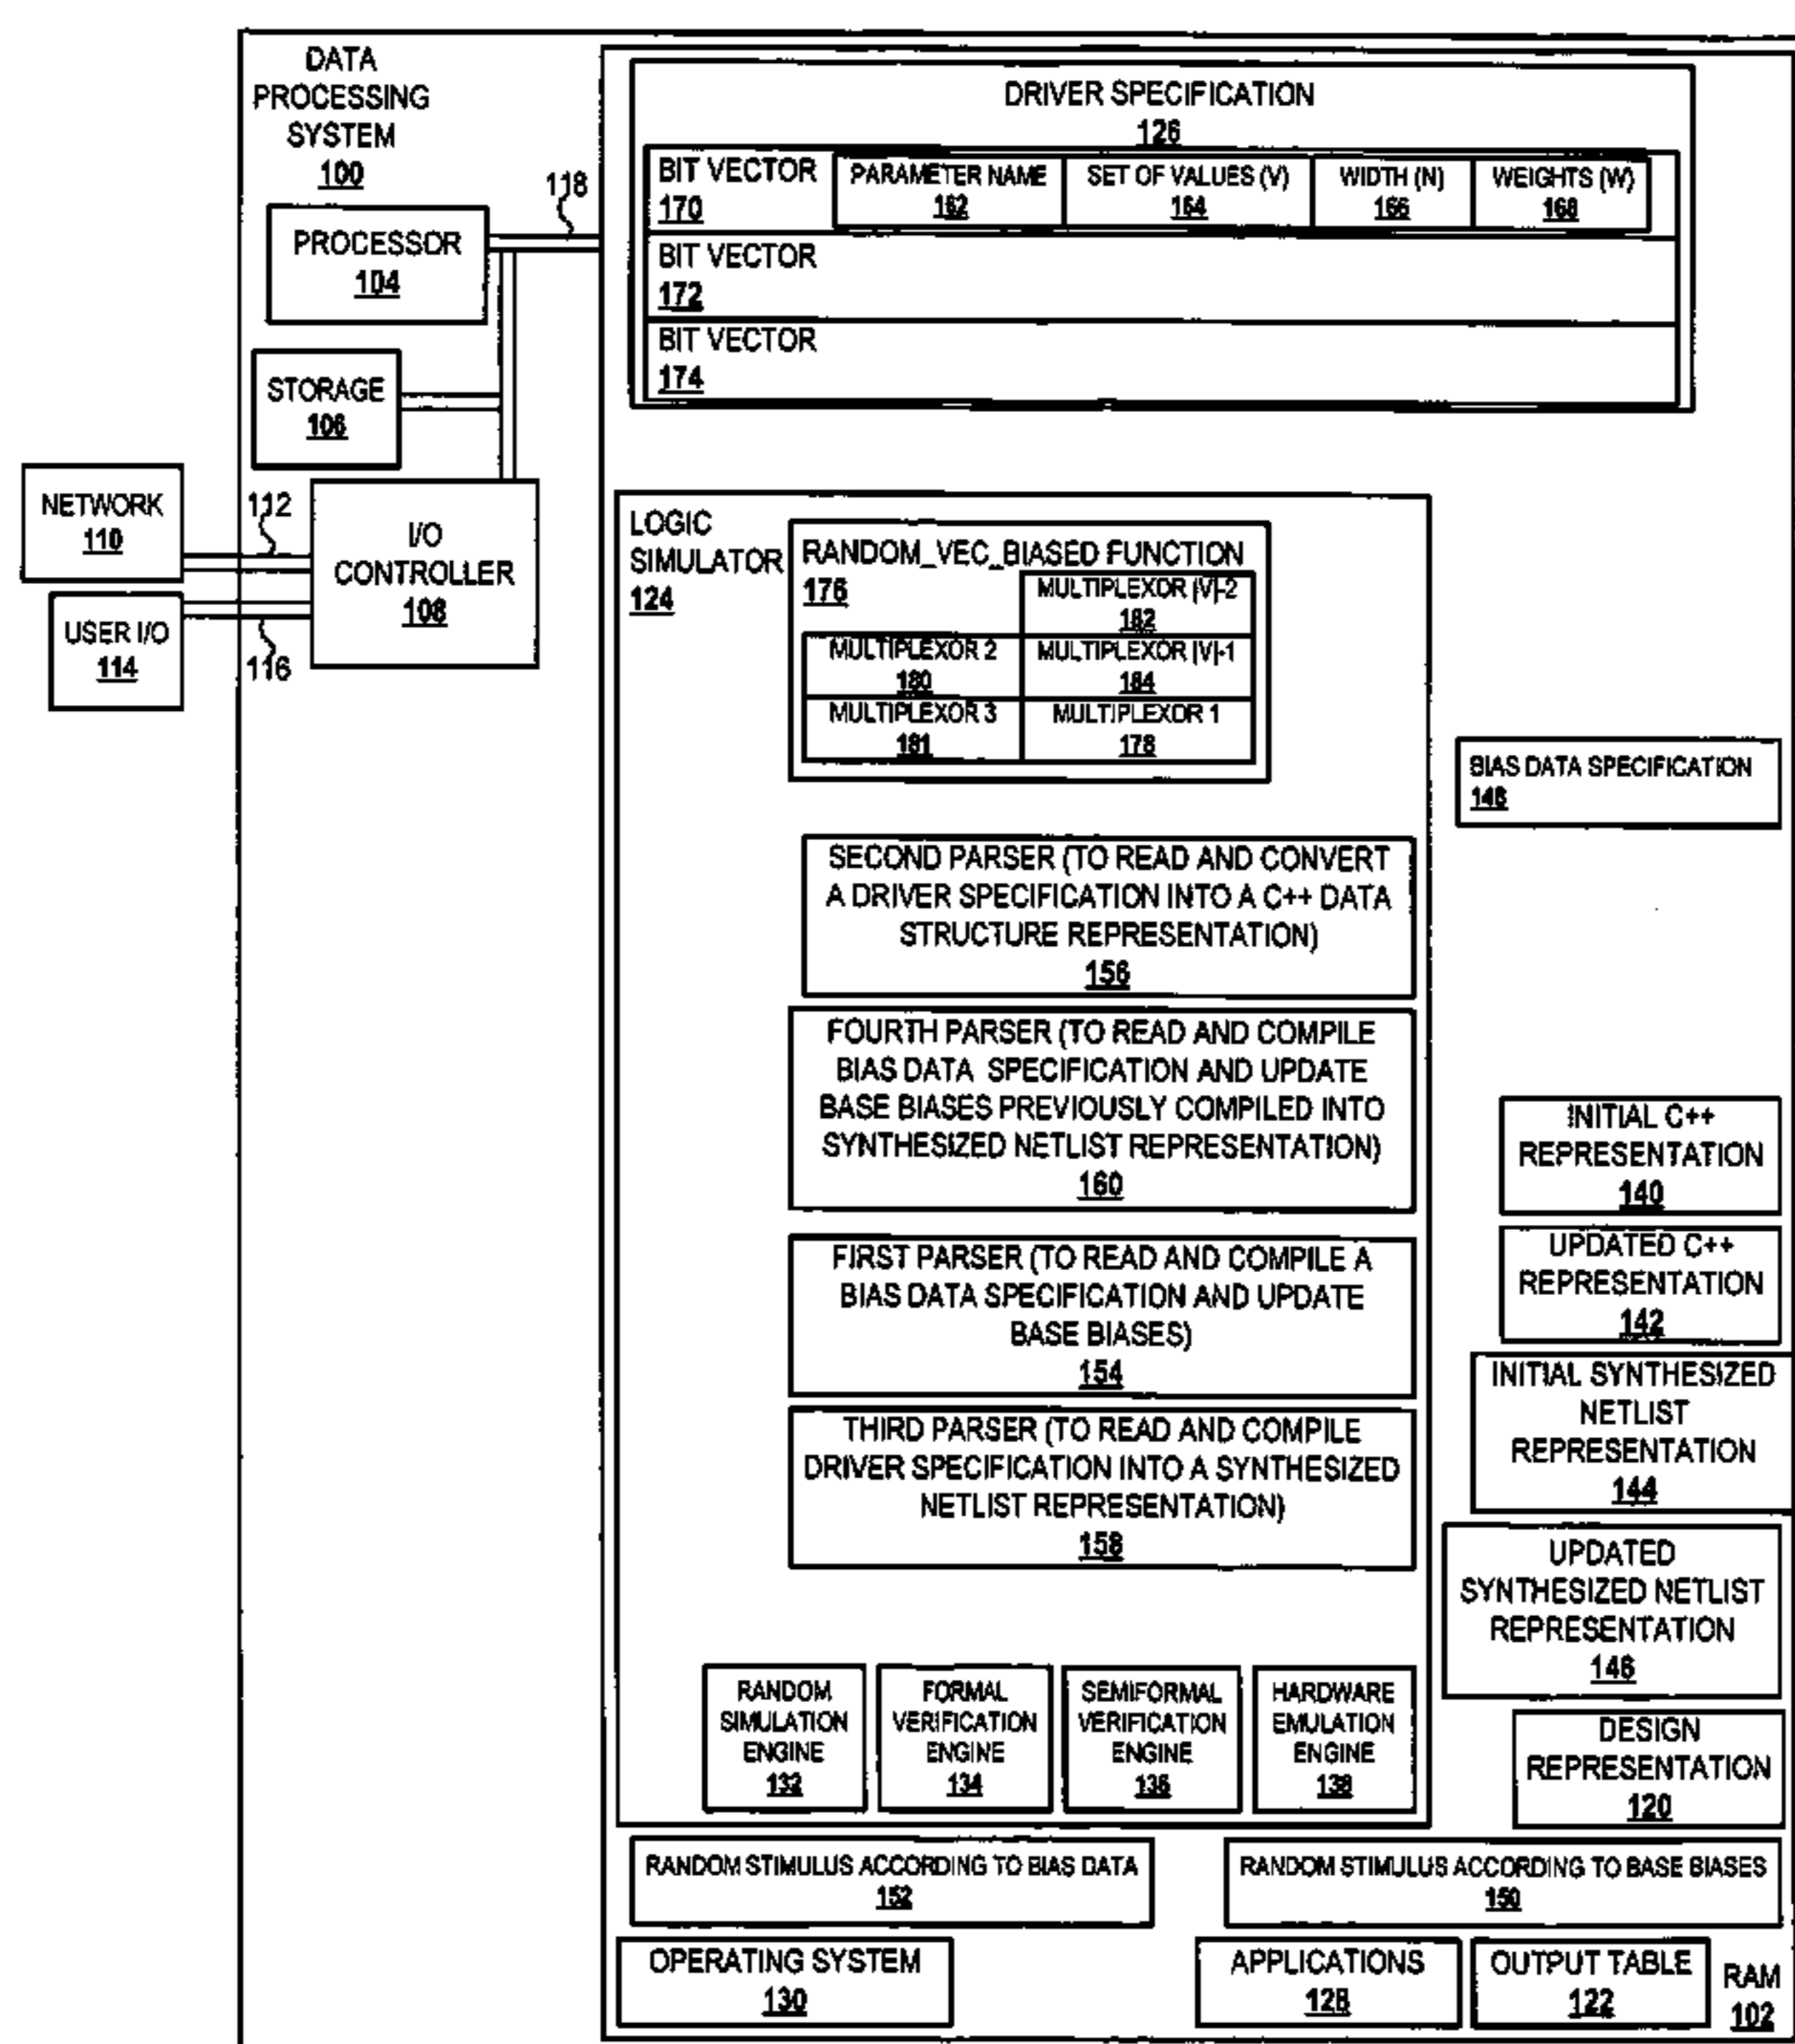 DATA
PROCESSING
SYSTEM
100
PROCESSOR
104
118
STORAGE
106
NETWORK
110
112
I/O
CONTROLLER
108
USER I/O
114
116
DRIVER SPECIFICATION
126
BIT VECTOR
170
PARAMETER NAME
162
SET OF VALUES (V)
164
WIDTH (N)
166
WEIGHTS (W)
168
BIT VECTOR
172
BIT VECTOR
174
LOGIC
SIMULATOR
124
RANDOM_VEC_BIASED FUNCTION
176
MULTIPLEXOR |V|-2
182
MULTIPLEXOR 2
180
MULTIPLEXOR |V|-1
184
MULTIPLEXOR 3
181
MULTIPLEXOR 1
178
BIAS DATA SPECIFICATION
148
SECOND PARSER (TO READ AND CONVERT
A DRIVER SPECIFICATION INTO A C++ DATA
STRUCTURE REPRESENTATION)
156
FOURTH PARSER (TO READ AND COMPILE
BIAS DATA SPECIFICATION AND UPDATE
BASE BIASES PREVIOUSLY COMPILED INTO
SYNTHESIZED NETLIST REPRESENTATION)
160
FIRST PARSER (TO READ AND COMPILE A
BIAS DATA SPECIFICATION AND UPDATE
BASE BIASES)
154
THIRD PARSER (TO READ AND COMPILE
DRIVER SPECIFICATION INTO A SYNTHESIZED
NETLIST REPRESENTATION)
158
INITIAL C++
REPRESENTATION
140
UPDATED C++
REPRESENTATION
142
INITIAL SYNTHESIZED
NETLIST
REPRESENTATION
144
UPDATED
SYNTHESIZED NETLIST
REPRESENTATION
146
RANDOM
SIMULATION
ENGINE
132
FORMAL
VERIFICATION
ENGINE
134
SEMIFORMAL
VERIFICATION
ENGINE
136
HARDWARE
EMULATION
ENGINE
138
DESIGN
REPRESENTATION
120
RANDOM STIMULUS ACCORDING TO BIAS DATA
152
RANDOM STIMULUS ACCORDING TO BASE BIASES
150
OPERATING SYSTEM
130
APPLICATIONS
128
OUTPUT TABLE
122
RAM
102